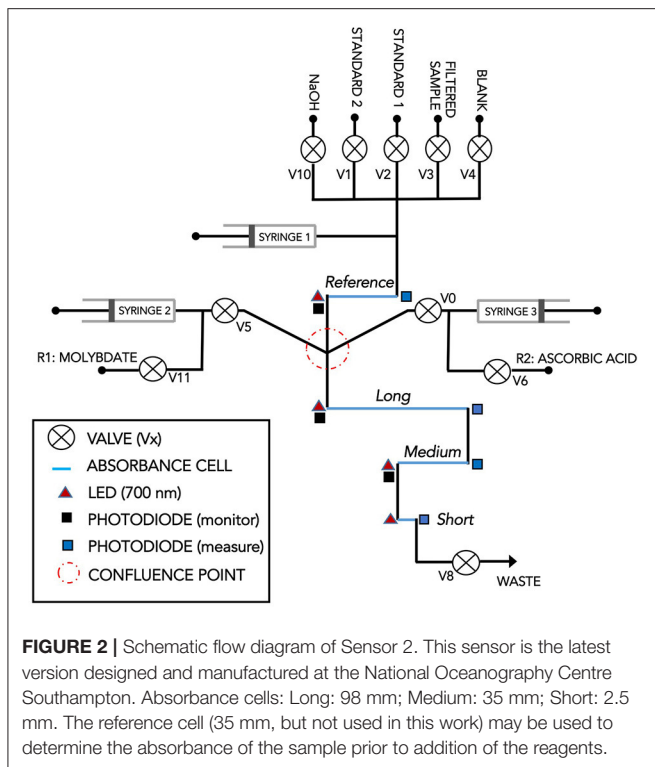 NaOH
STANDARD 2
STANDARD 1
FILTERED
SAMPLE
BLANK
V10
V1
V2
V3
V4
SYRINGE 1
Reference
SYRINGE 2
V5
V0
SYRINGE 3
R1: MOLYBDATE
V11
R2: ASCORBIC ACID
V6
Long
Medium
Short
V8
WASTE
VALVE (Vx)
ABSORBANCE CELL
LED (700 nm)
PHOTODIODE (monitor)
PHOTODIODE (measure)
CONFLUENCE POINT
FIGURE 2 | Schematic flow diagram of Sensor 2. This sensor is the latest
version designed and manufactured at the National Oceanography Centre
Southampton. Absorbance cells: Long: 98 mm; Medium: 35 mm; Short: 2.5
mm. The reference cell (35 mm, but not used in this work) may be used to
determine the absorbance of the sample prior to addition of the reagents.